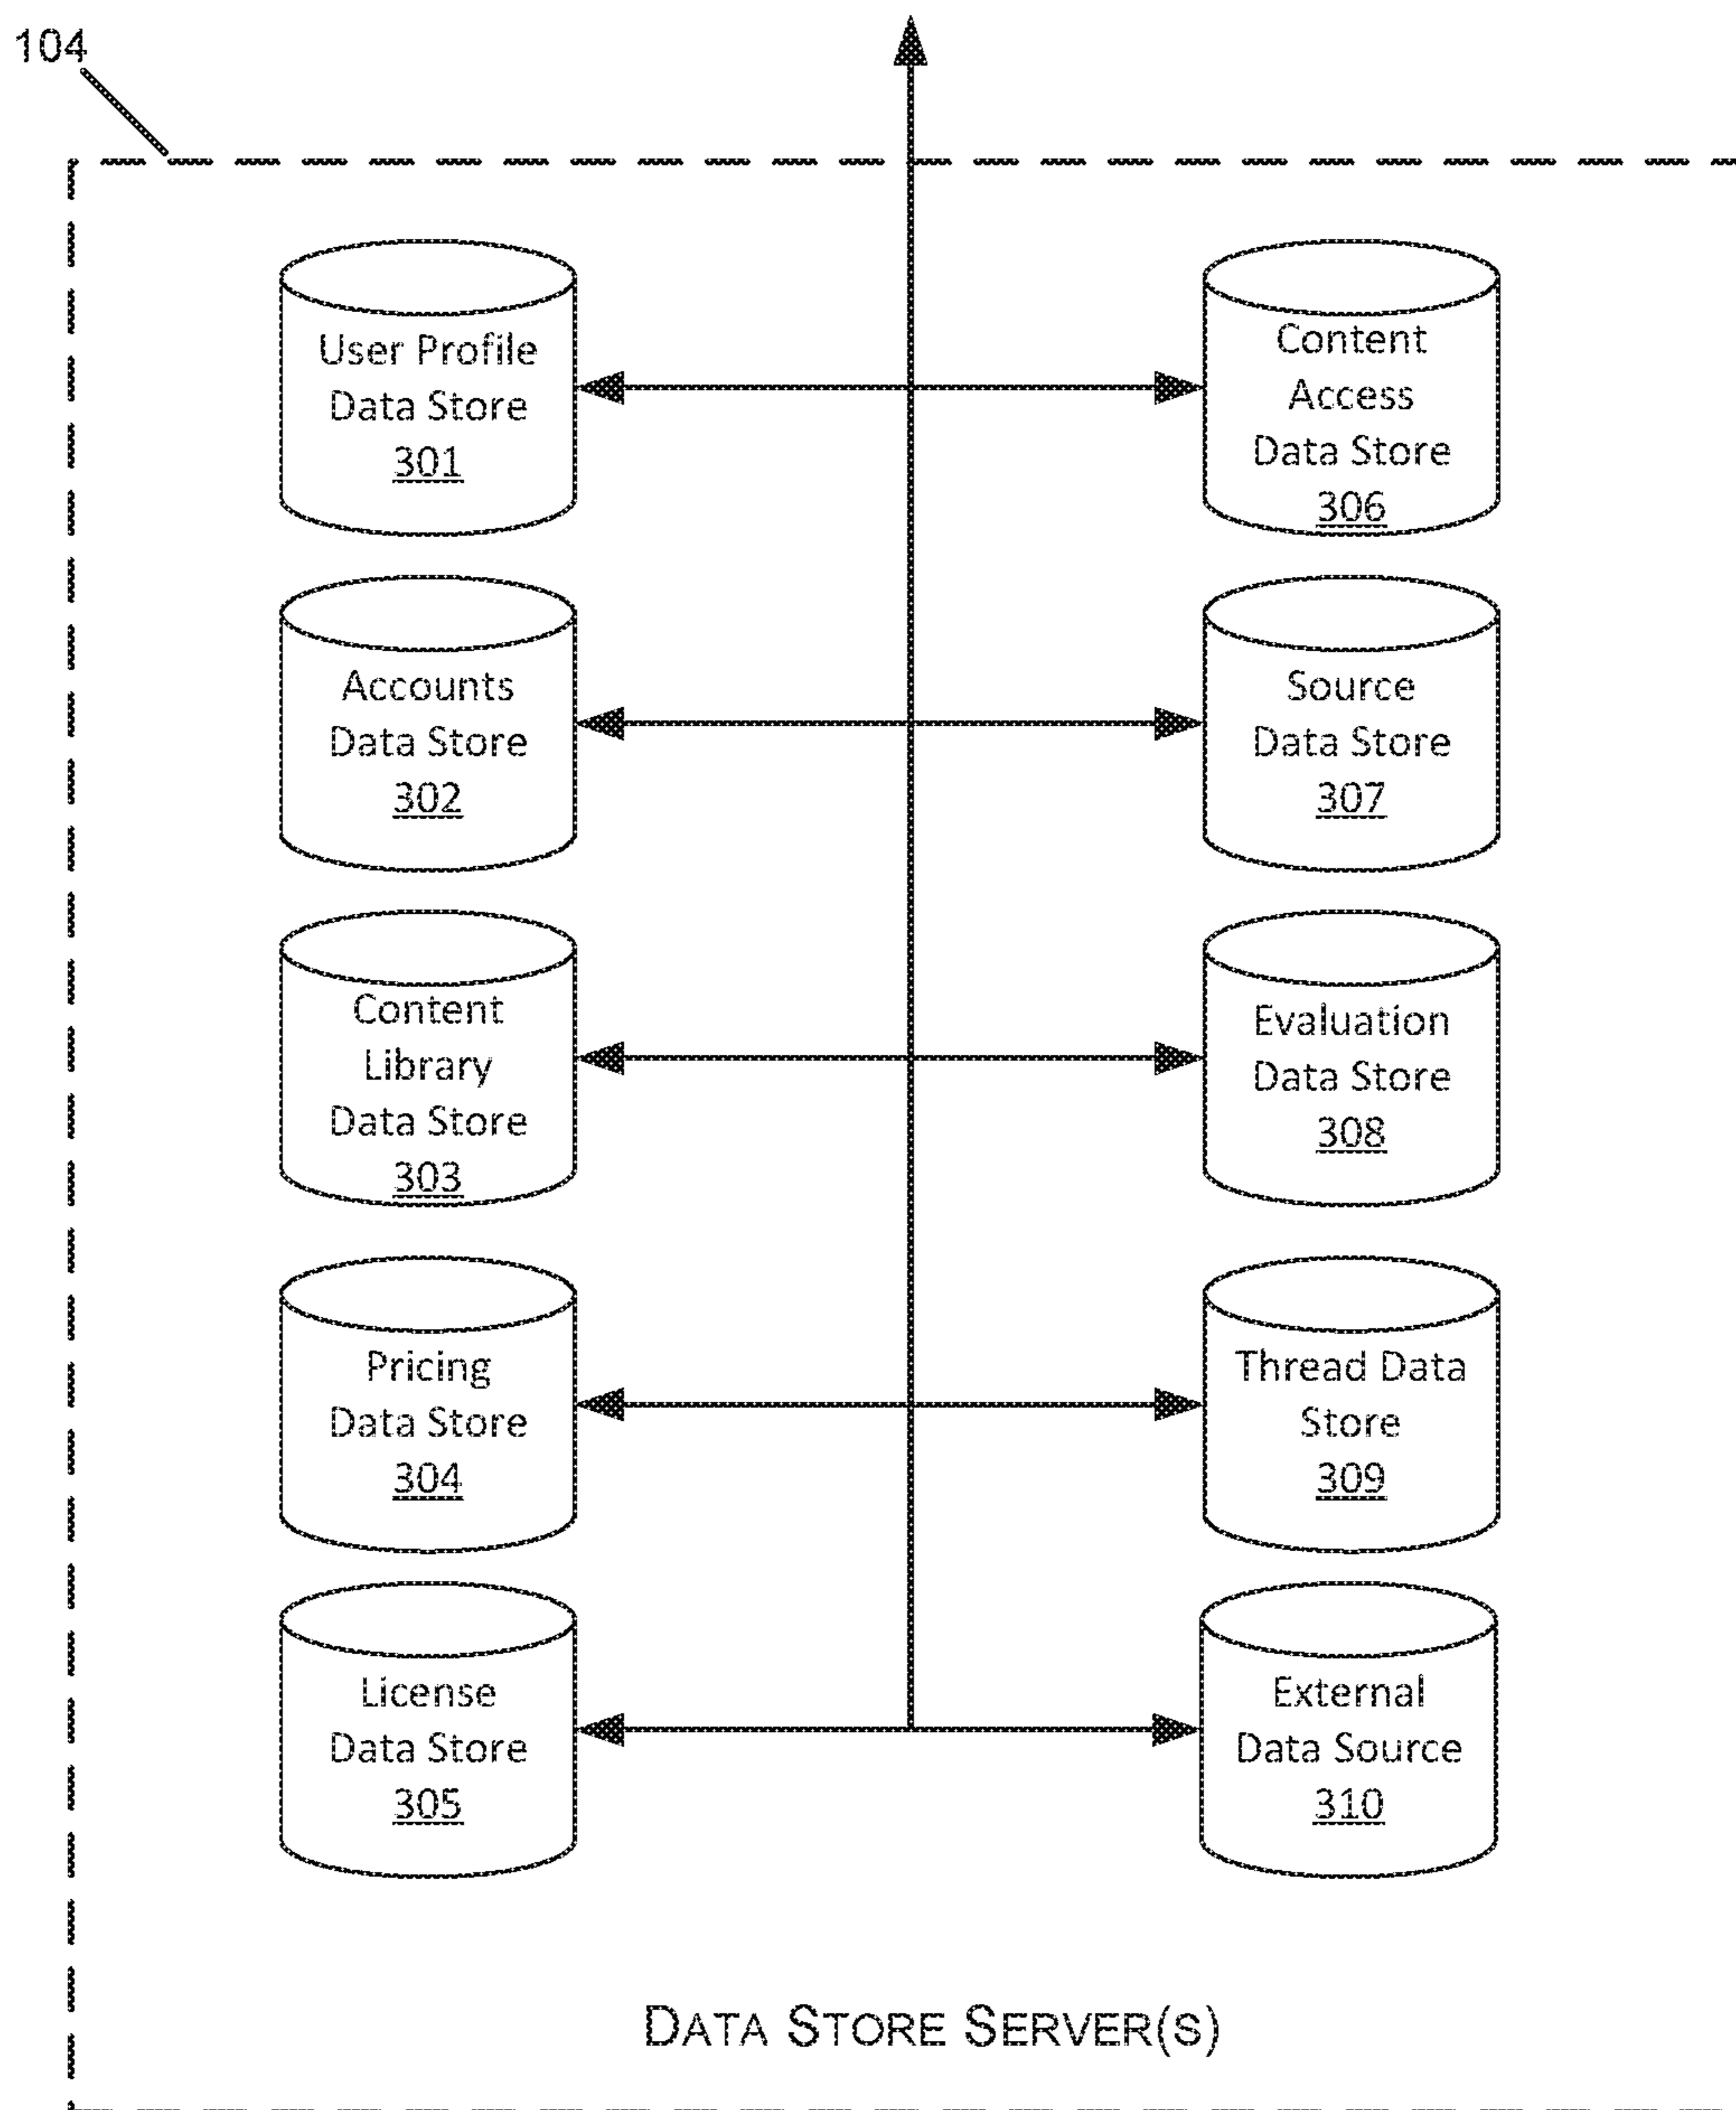 104
User Profile
Data Store
301
Content
Access
Data Store
306
Accounts
Data Store
302
Source
Data Store
307
Content
Library
Data Store
303
Evaluation
Data Store
308
Pricing
Data Store
304
Thread Data
Store
309
License
Data Store
305
External
Data Source
310
DATA STORE SERVER(S)